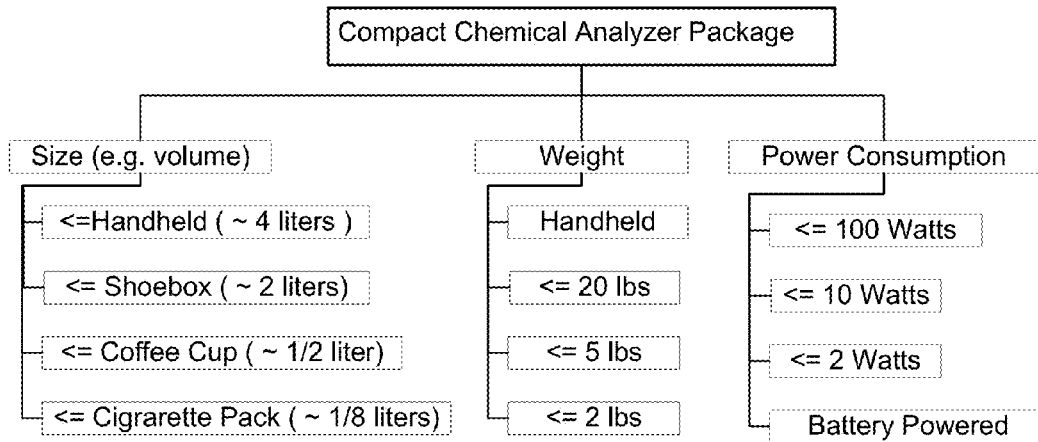 Compact Chemical Analyzer Package
Size (e.g. volume)
<=Handheld ( ~ 4 liters )
<= Shoebox ( ~ 2 liters)
<= Coffee Cup ( ~ 1/2 liter)
<= Cigrarette Pack ( ~ 1/8 liters)
Weight
Handheld
<= 20 lbs
<= 5 lbs
<= 2 lbs
Power Consumption
<= 100 Watts
<= 10 Watts
<= 2 Watts
Battery Powered